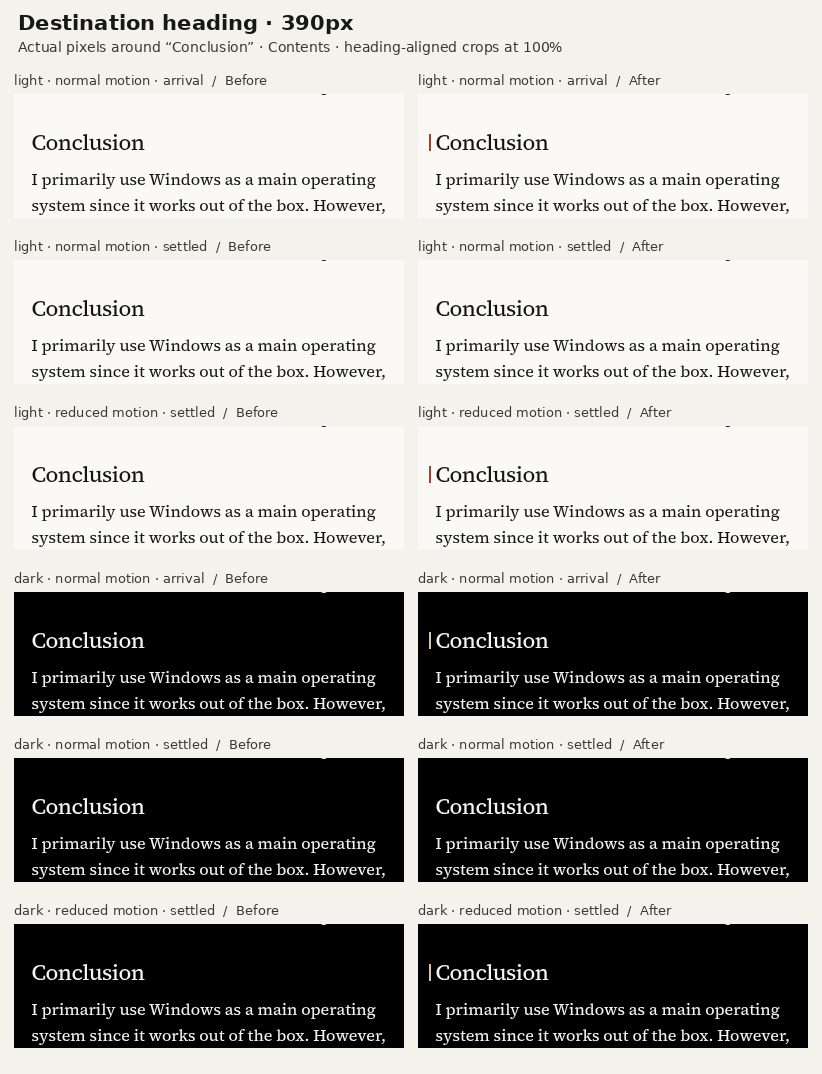 Destination heading · 390px
Actual pixels around “Conclusion” · Contents · heading-aligned crops at 100%
light · normal motion · arrival / Before
Conclusion
I primarily use Windows as a main operating
system since it works out of the box. However,
light · normal motion · arrival / After
Conclusion
I primarily use Windows as a main operating
system since it works out of the box. However,
light · normal motion · settled / Before
Conclusion
I primarily use Windows as a main operating
system since it works out of the box. However,
light · normal motion · settled / After
Conclusion
I primarily use Windows as a main operating
system since it works out of the box. However,
light · reduced motion · settled / Before
Conclusion
I primarily use Windows as a main operating
system since it works out of the box. However,
light · reduced motion · settled / After
Conclusion
I primarily use Windows as a main operating
system since it works out of the box. However,
dark · normal motion · arrival / Before
Conclusion
I primarily use Windows as a main operating
system since it works out of the box. However,
dark · normal motion · arrival / After
Conclusion
I primarily use Windows as a main operating
system since it works out of the box. However,
dark · normal motion · settled / Before
Conclusion
I primarily use Windows as a main operating
system since it works out of the box. However,
dark · normal motion · settled / After
Conclusion
I primarily use Windows as a main operating
system since it works out of the box. However,
dark · reduced motion · settled / Before
Conclusion
I primarily use Windows as a main operating
system since it works out of the box. However,
dark · reduced motion · settled / After
Conclusion
I primarily use Windows as a main operating
system since it works out of the box. However,